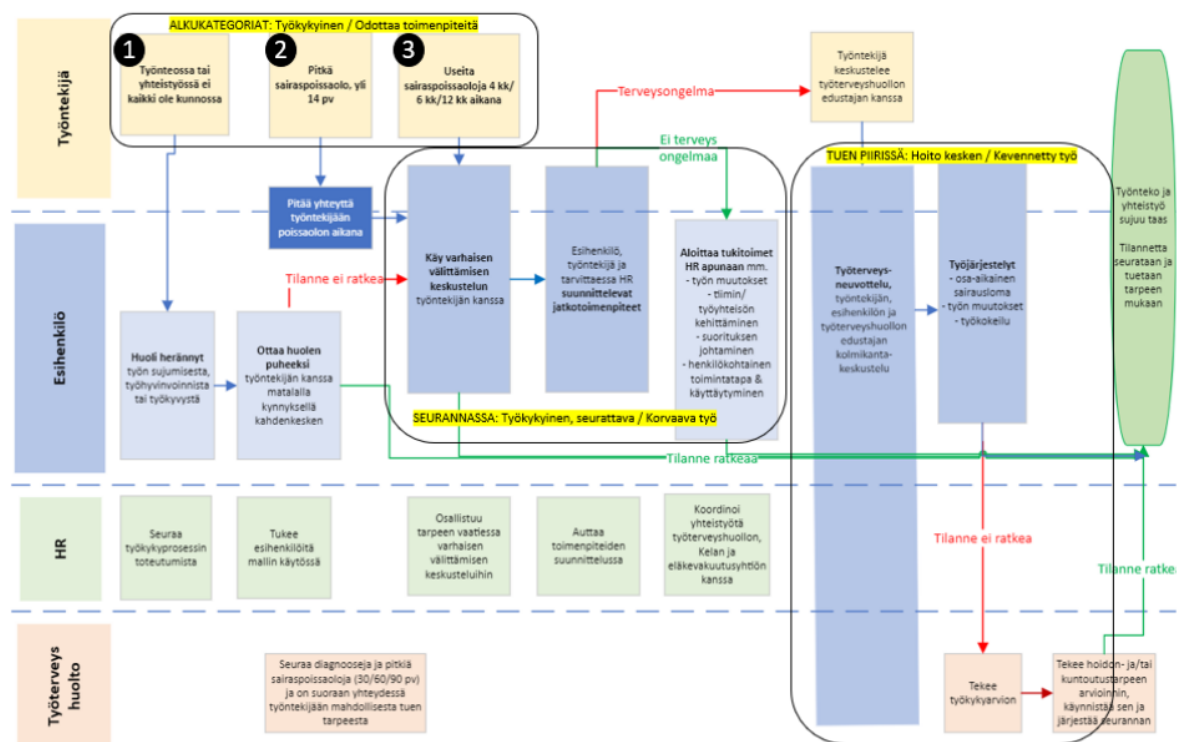 ALKUKATEGORIAT: Työkykyinen / Odottaa toimenpiteitä
Työntekijä
1
Työnteossa tai
yhteistyössä ei
kaikki ole kunnossa
2
Pitkä
sairaspoissaolo, yli
14 pv
3
Useita
sairaspoissaoloja 4 kk/
6 kk/12 kk aikana
Terveysongelma
Työntekijä
keskustelee
työterveyshuollon
edustajan kanssa
Ei terveys
ongelmaa
TUEN PIIRISSÄ: Hoito kesken / Kevennetty työ
Esihenkilö
Pitää yhteyttä
työntekijään
poissaolon aikana
Tilanne ei ratkea
Käy varhaisen
välittämisen
keskustelun
työntekijän kanssa
Esihenkilö,
työntekijä ja
tarvittaessa HR
suunnittelevat
jatkotoimenpiteet
Aloittaa tukitoimet
HR apunaan mm.
- työn muutokset
- tiimin/
työyhteisön
kehittäminen
- suorituksen
johtaminen
- henkilökohtainen
toimintatapa &
käyttäytyminen
Työterveys-
neuvottelu,
työntekijän,
esihenkilön ja
työterveyshuollon
edustajan
kolmikanta-
keskustelu
Työjärjestelyt
- osa-aikainen
sairausloma
- työn muutokset
- työkokeilu
Työnteko ja
yhteistyö
sujuu taas
Tilannetta
seurataan ja
tuetaan
tarpeen
mukaan
Huoli herännyt
työn sujumisesta,
työhyvinvoinnista
tai työkyvystä
Ottaa huolen
puheeksi
työntekijän kanssa
matalalla
kynnyksellä
kahdenkesken
SEURANNASSA: Työkykyinen, seurattava / Korvaava työ
Tilanne ratkeaa
HR
Seuraa
työkykyprosessin
toteutumista
Tukee
esihenkilöitä
mallin käytössä
Osallistuu
tarpeen vaatiessa
varhaisen
välittämisen
keskusteluihin
Auttaa
toimenpiteiden
suunnittelussa
Koordinoi
yhteistyötä
työterveyshuollon,
Kelan ja
eläkevakuutusyhtiön
kanssa
Tilanne ei ratkea
Tilanne ratkea
Työterveys
huolto
Seuraa diagnooseja ja pitkiä
sairaspoissaoloja (30/60/90 pv)
ja on suoraan yhteydessä
työntekijään mahdollisesta tuen
tarpeesta
Tekee
työkykyarvion
Tekee hoidon- ja/tai
kuntoutustarpeen
arvioinnin,
käynnistää sen ja
järjestää seurannan